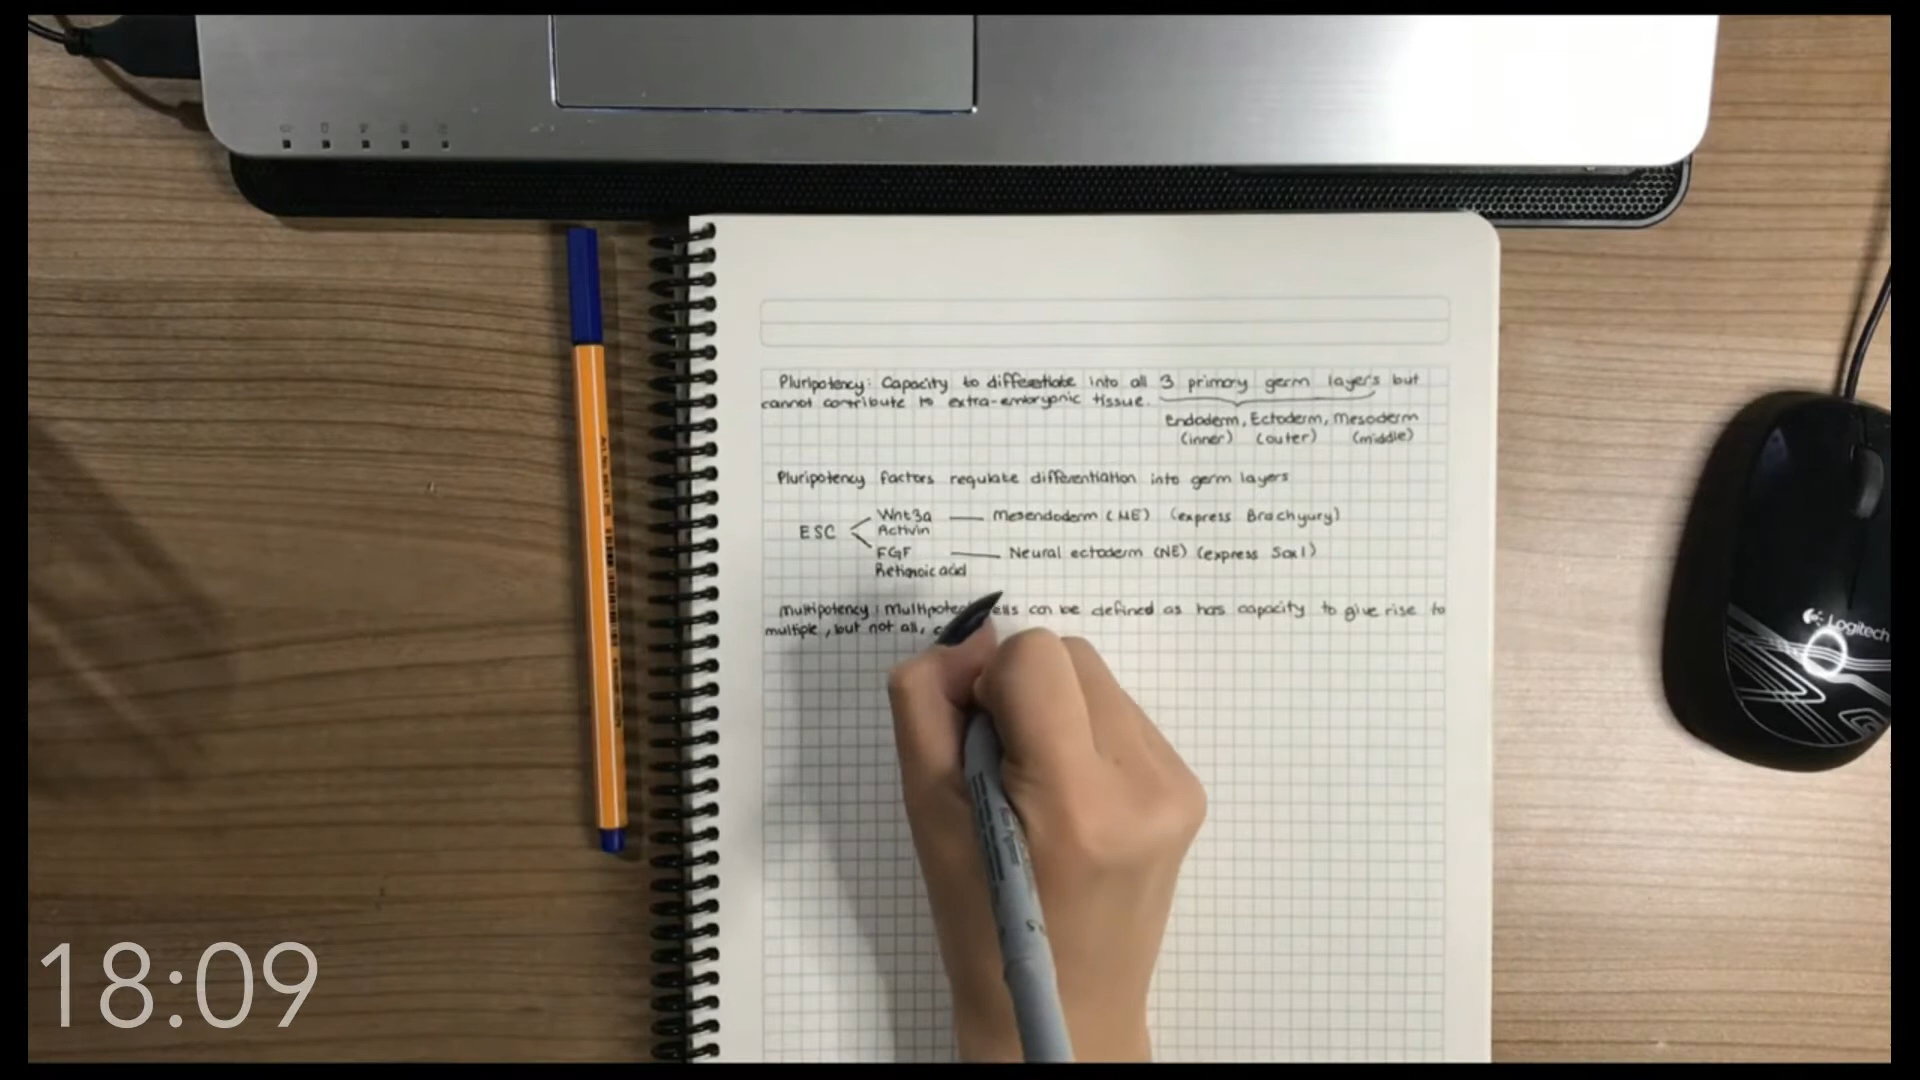 Pluripotency: Capacity to differentiate into all 3 primary germ layers but
cannot contribute to extra-embryonic tissue.
Endoderm, Ectoderm, Mesoderm
(inner) (outer) (middle)
Pluripotency factors regulate differentiation into germ layers
ESC
Wnt3a
Activin
Mesendoderm (ME) (express Brachyury)
FGF
Retinoic acid
Neural ectoderm (NE) (express Sox1)
Multipotency: Multipotent cells can be defined as has capacity to give rise to
multiple, but not all,
Logitech
18:09